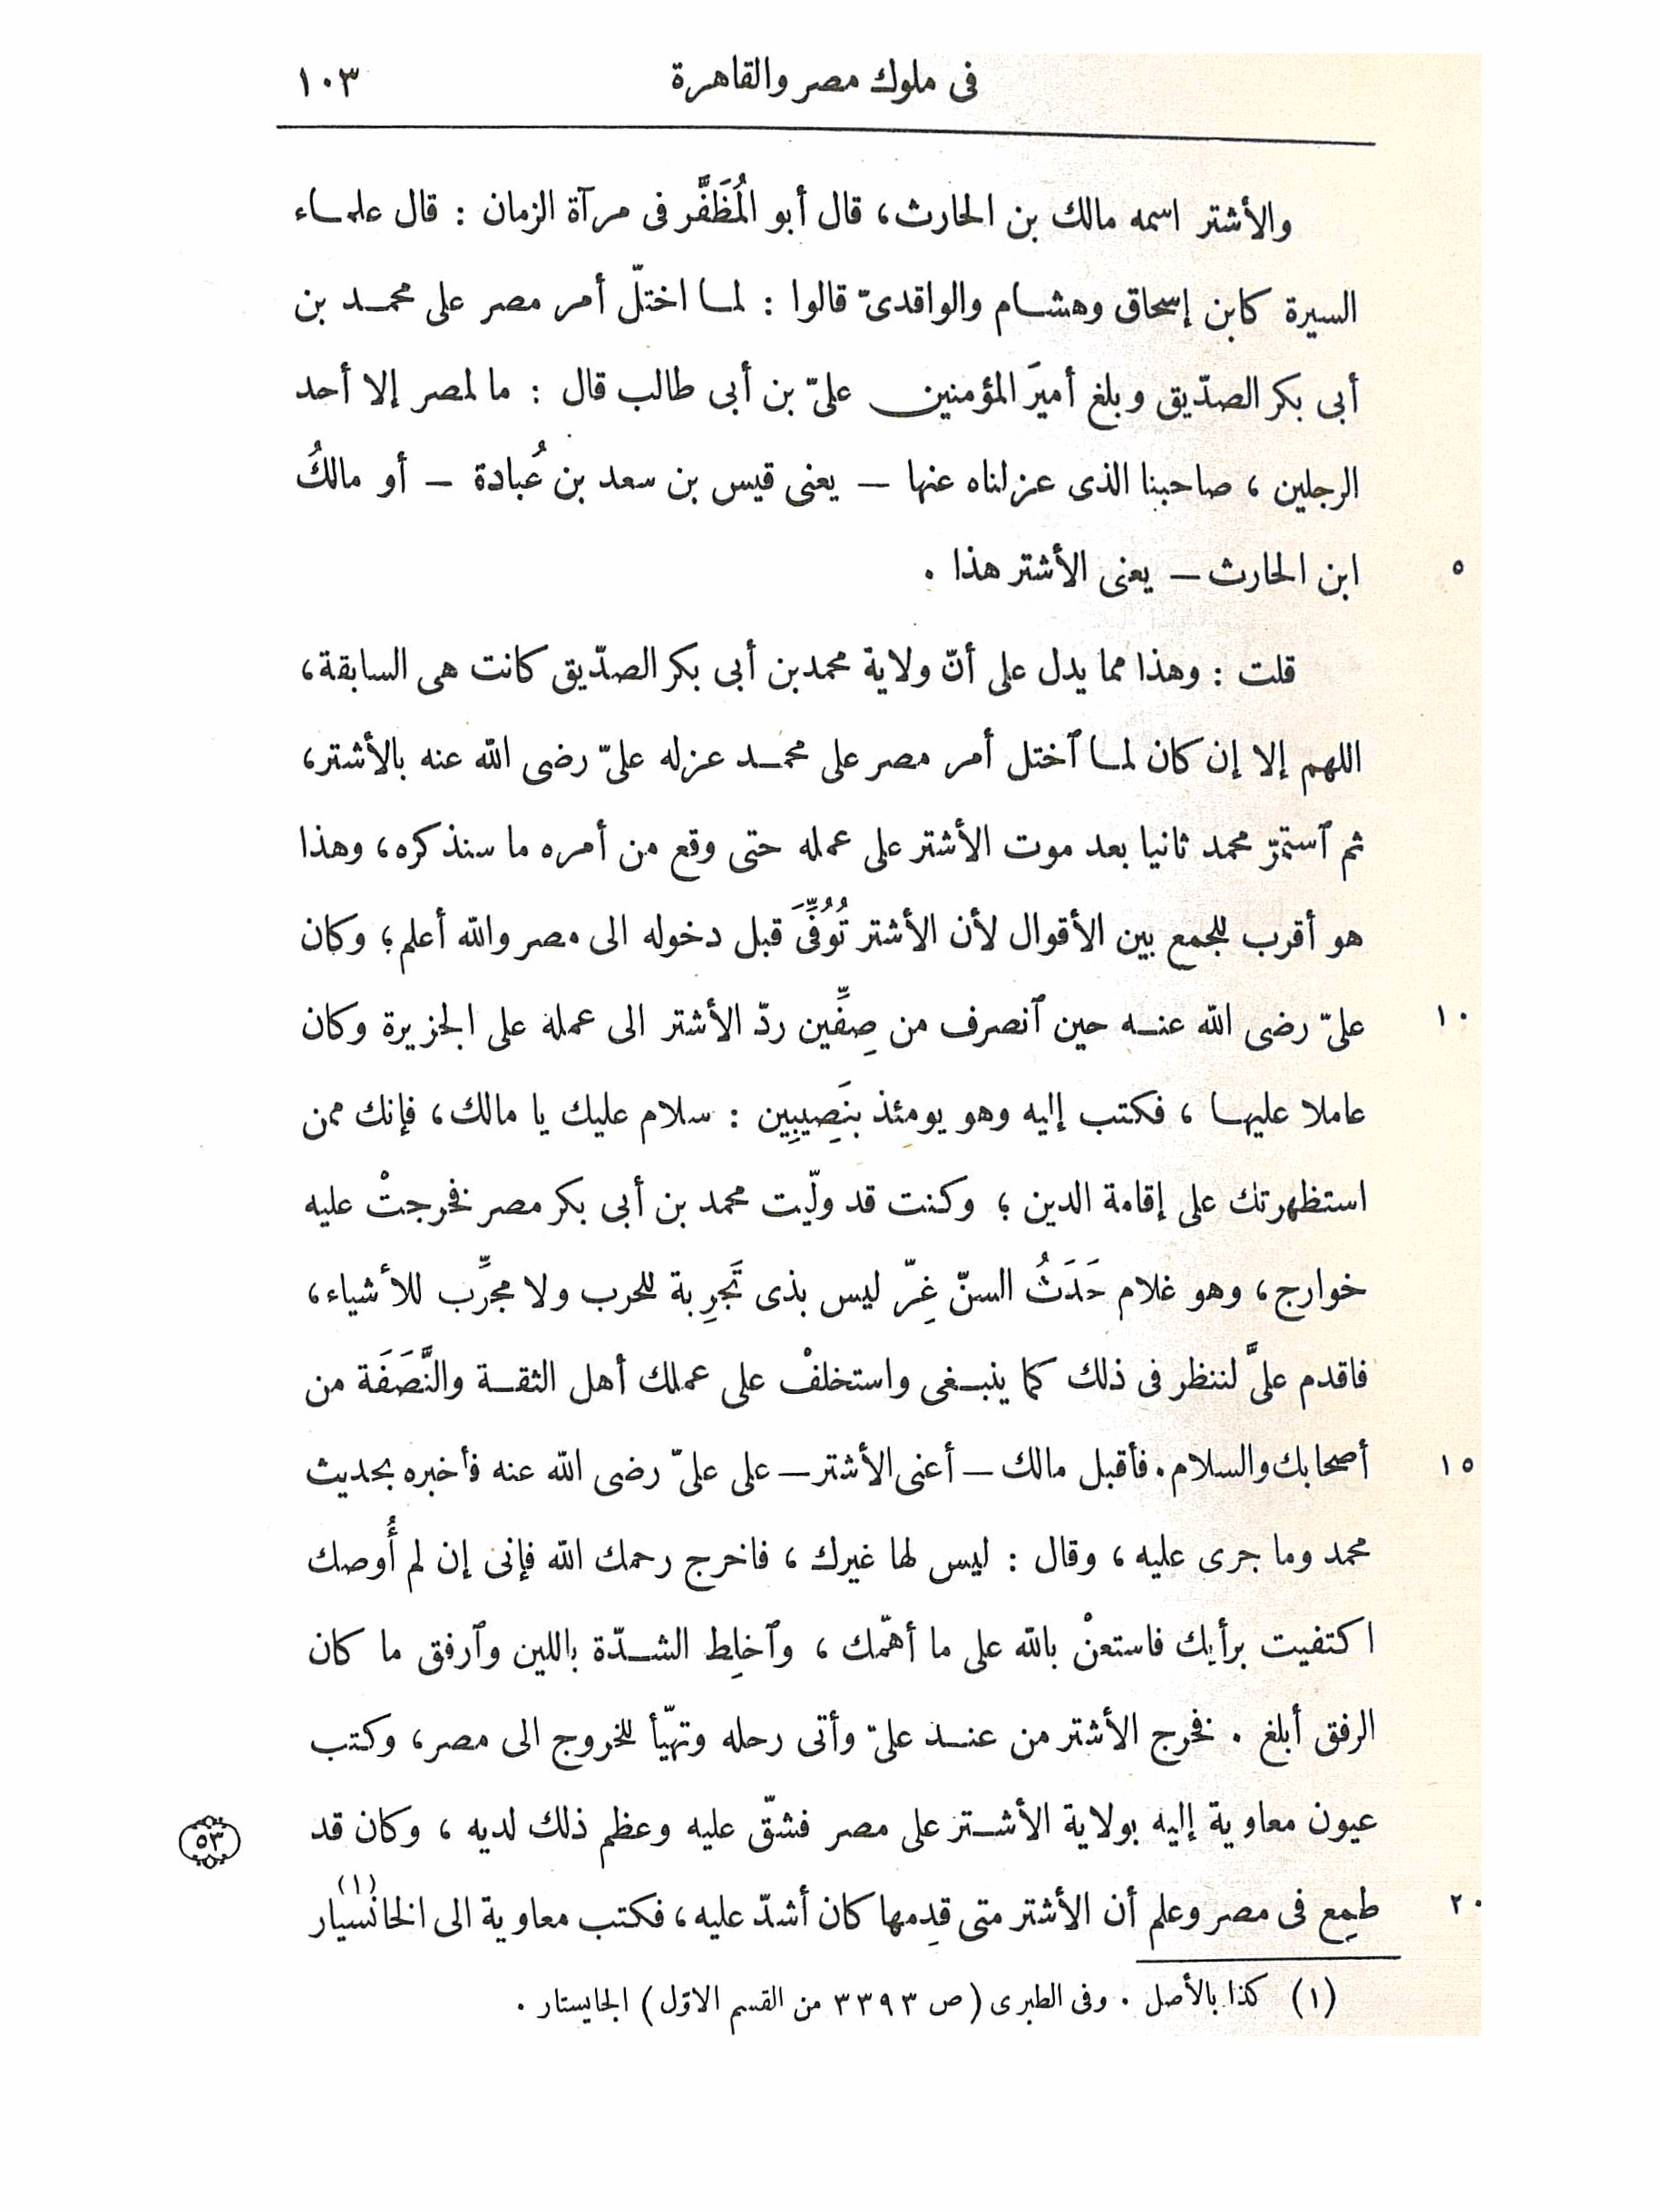 فى ملوك مصر والقاهرة ١٠٣
والأشتر اسمه مالك بن الحارث، قال أبو المُظَفَّر فى مرآة الزمان : قال علماء
السيرة كابن إسحاق وهشام والواقدىّ قالوا : لما اختلّ أمر مصر على محمد بن
أبى بكر الصدّيق وبلغ أميرَ المؤمنين علىّ بن أبى طالب قال : ما لمصر إلا أحد
الرجلين ، صاحبنا الذى عزلناه عنها — يعنى قيس بن سعد بن عُبادة — أو مالكُ
ابن الحارث — يعنى الأشتر هذا . ٥
قلت : وهذا مما يدل على أنّ ولاية محمد بن أبى بكر الصدّيق كانت هى السابقة،
اللهم إلا إن كان لما ٱختل أمر مصر على محمد عزله علىّ رضى الله عنه بالأشتر،
ثم ٱستمرّ محمد ثانيا بعد موت الأشتر على عمله حتى وقع من أمره ما سنذكره، وهذا
هو أقرب للجمع بين الأقوال لأن الأشتر تُوُفِّىَ قبل دخوله الى مصر والله أعلم؛ وكان
علىّ رضى الله عنه حين ٱنصرف من صِفِّين ردّ الأشتر الى عمله على الجزيرة وكان ١٠
عاملا عليها ، فكتب إليه وهو يومئذ بنَصِيبِين : سلام عليك يا مالك، فإنك ممن
استظهرتك على إقامة الدين ؛ وكنت قد ولّيت محمد بن أبى بكر مصر فخرجتْ عليه
خوارج، وهو غلام حَدَثُ السنّ غِرّ ليس بذى تَجرِبة للحرب ولا مجرِّب للأشياء،
فاقدم علىَّ لننظر فى ذلك كما ينبغى واستخلفْ على عملك أهل الثقة والنَّصَفَة من
أصحابك والسلام. فأقبل مالك — أعنى الأشتر — على علىّ رضى الله عنه فأخبره بحديث ١٥
محمد وما جرى عليه ، وقال : ليس لها غيرك ، فاخرج رحمك الله فإنى إن لم أُوصك
اكتفيت برأيك فاستعنْ بالله على ما أهمّك ، وٱخلِط الشدّة باللين وٱرفق ما كان
الرفق أبلغ . فخرج الأشتر من عند علىّ وأتى رحله وتهيّأ للخروج الى مصر، وكتب
عيون معاوية إليه بولاية الأشتر على مصر فشقّ عليه وعظم ذلك لديه ، وكان قد ٥٣
طمِع فى مصر وعلم أن الأشتر متى قدِمها كان أشدّ عليه، فكتب معاوية الى الخانسيار (١) ٢٠
(١) كذا بالأصل . وفى الطبرى (ص ٣٣٩٣ من القسم الاوّل) الجايستار .